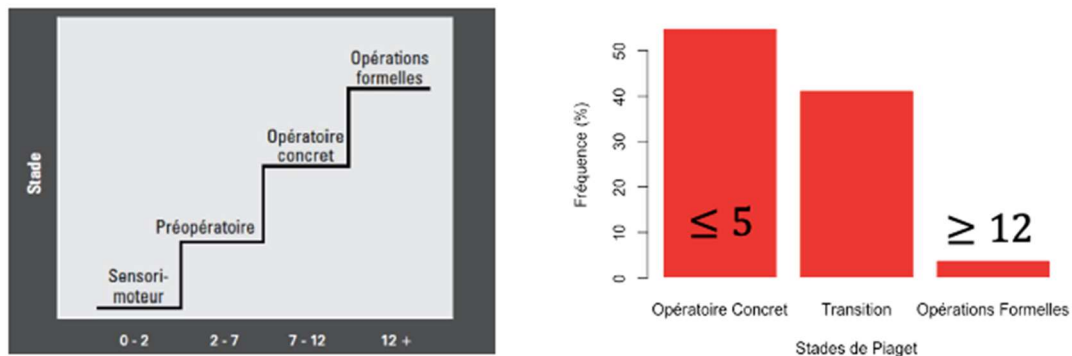 Stade
Opérations
formelles
Opératoire
concret
Préopératoire
Sensori-
moteur
0 - 2
2 - 7
7 - 12
12 +
Fréquence (%)
50
40
30
20
10
0
≤ 5
≥ 12
Opératoire Concret
Transition
Opérations Formelles
Stades de Piaget